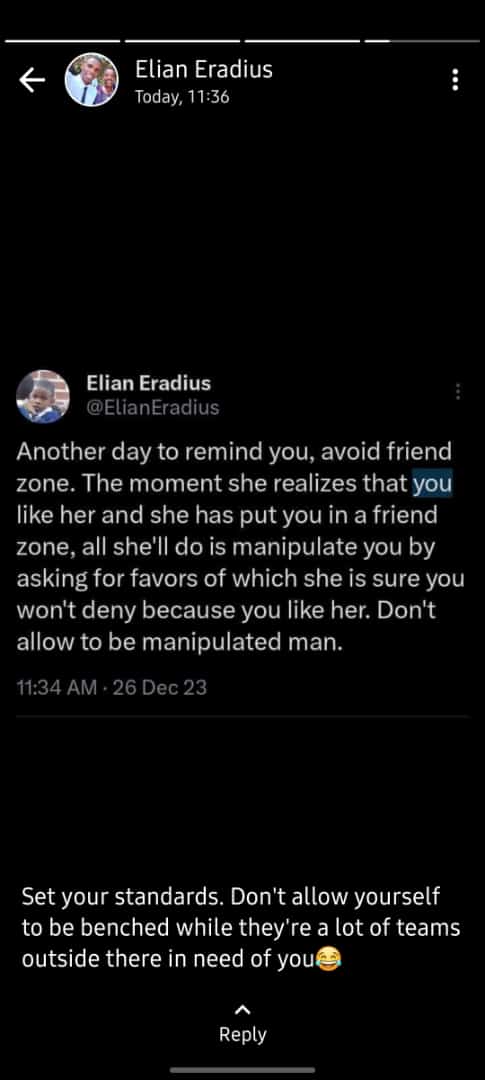 Elian Eradius
Today, 11:36
Elian Eradius
@ElianEradius
Another day to remind you, avoid friend
zone. The moment she realizes that you
like her and she has put you in a friend
zone, all she'll do is manipulate you by
asking for favors of which she is sure you
won't deny because you like her. Don't
allow to be manipulated man.
11:34 AM · 26 Dec 23
Set your standards. Don't allow yourself
to be benched while they're a lot of teams
outside there in need of you😂
Reply